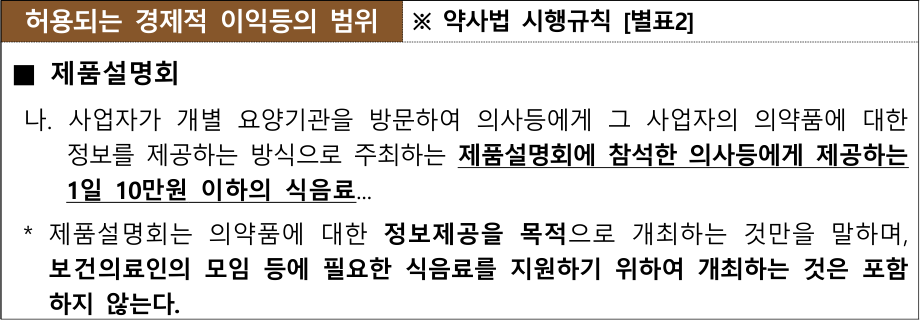 허용되는 경제적 이익등의 범위 ※ 약사법 시행규칙 [별표2]
■ 제품설명회
나. 사업자가 개별 요양기관을 방문하여 의사등에게 그 사업자의 의약품에 대한
정보를 제공하는 방식으로 주최하는 제품설명회에 참석한 의사등에게 제공하는
1일 10만원 이하의 식음료...
* 제품설명회는 의약품에 대한 정보제공을 목적으로 개최하는 것만을 말하며,
보건의료인의 모임 등에 필요한 식음료를 지원하기 위하여 개최하는 것은 포함
하지 않는다.